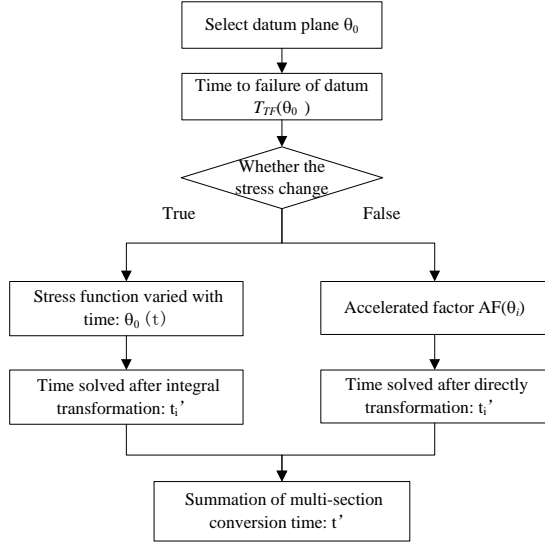 Select datum plane θ0
Time to failure of datum
TTF(θ0 )
Whether the
stress change
True
False
Stress function varied with
time: θ0 (t)
Accelerated factor AF(θi)
Time solved after integral
transformation: ti’
Time solved after directly
transformation: ti’
Summation of multi-section
conversion time: t’